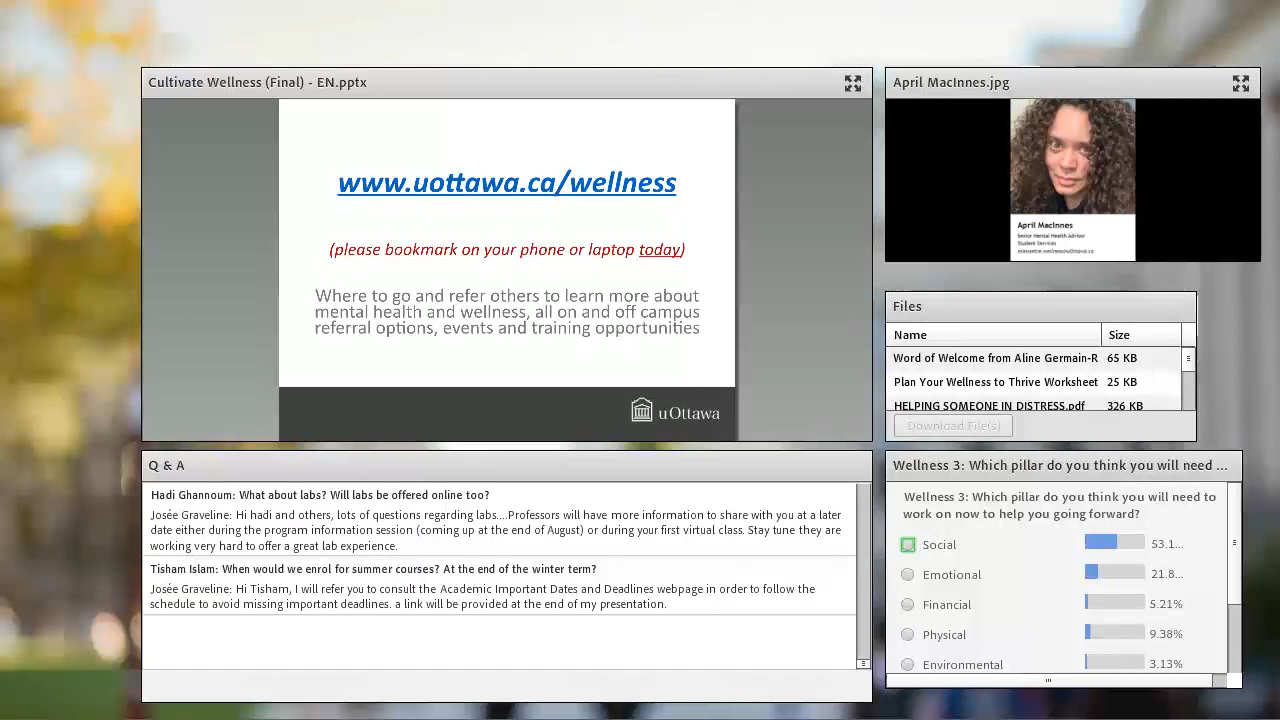 Cultivate Wellness (Final) - EN.pptx
www.uottawa.ca/wellness
(please bookmark on your phone or laptop today)
Where to go and refer others to learn more about
mental health and wellness, all on and off campus
referral options, events and training opportunities
uOttawa
April MacInnes.jpg
April MacInnes
Senior Mental Health Advisor
Student Services
Files
Name Size
Word of Welcome from Aline Germain-R 65 KB
Plan Your Wellness to Thrive Worksheet 25 KB
HELPING SOMEONE IN DISTRESS.pdf 326 KB
Download File(s)
Q & A
Hadi Ghannoum: What about labs? Will labs be offered online too?
Josée Graveline: Hi hadi and others, lots of questions regarding labs...Professors will have more information to share with you at a later
date either during the program information session (coming up at the end of August) or during your first virtual class. Stay tune they are
working very hard to offer a great lab experience.
Tisham Islam: When would we enrol for summer courses? At the end of the winter term?
Josée Graveline: Hi Tisham, I will refer you to consult the Academic Important Dates and Deadlines webpage in order to follow the
schedule to avoid missing important deadlines. a link will be provided at the end of my presentation.
Wellness 3: Which pillar do you think you will need ...
Wellness 3: Which pillar do you think you will need to
work on now to help you going forward?
Social 53.1...
Emotional 21.8...
Financial 5.21%
Physical 9.38%
Environmental 3.13%